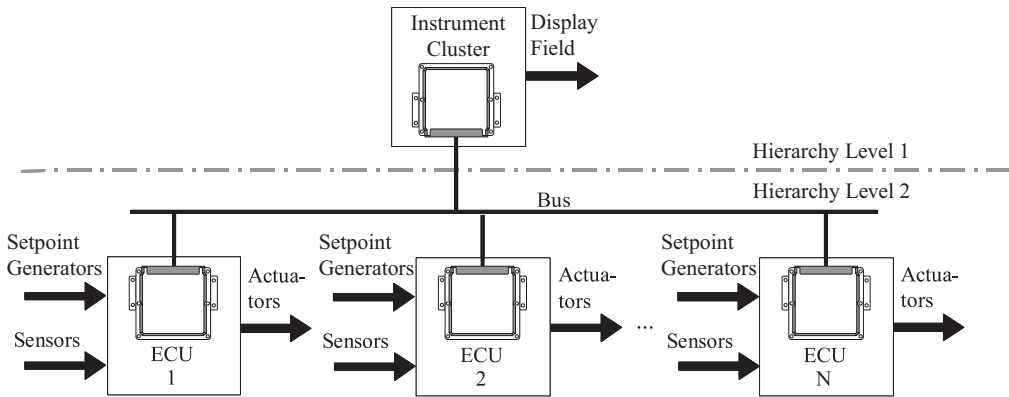 Instrument
Cluster
Display
Field
Hierarchy Level 1
Hierarchy Level 2
Bus
Setpoint
Generators
Sensors
ECU
1
Actua-
tors
Setpoint
Generators
Sensors
ECU
2
Actua-
tors
...
Setpoint
Generators
Sensors
ECU
N
Actua-
tors